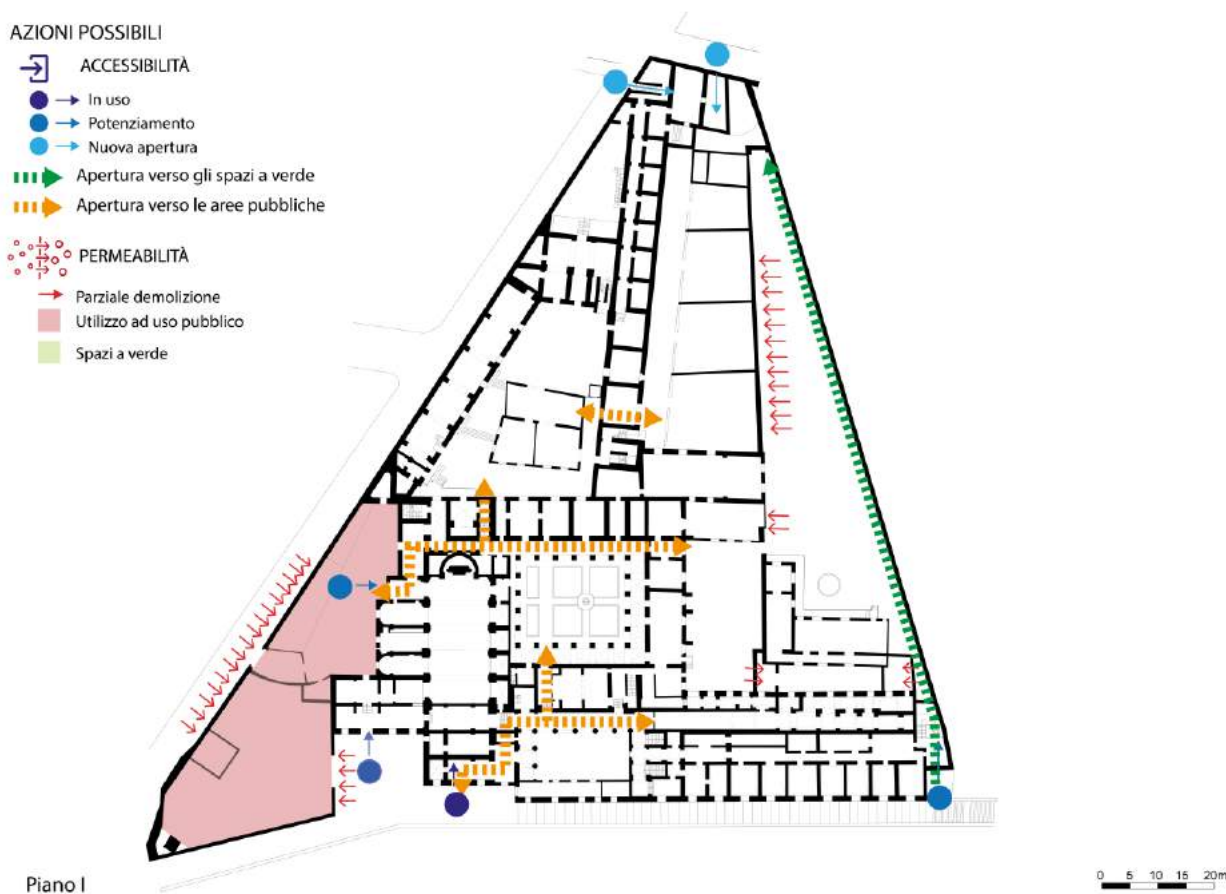 AZIONI POSSIBILI
ACCESSIBILITÀ
In uso
Potenziamento
Nuova apertura
Apertura verso gli spazi a verde
Apertura verso le aree pubbliche
PERMEABILITÀ
Parziale demolizione
Utilizzo ad uso pubblico
Spazi a verde
Piano I
0 5 10 15 20m